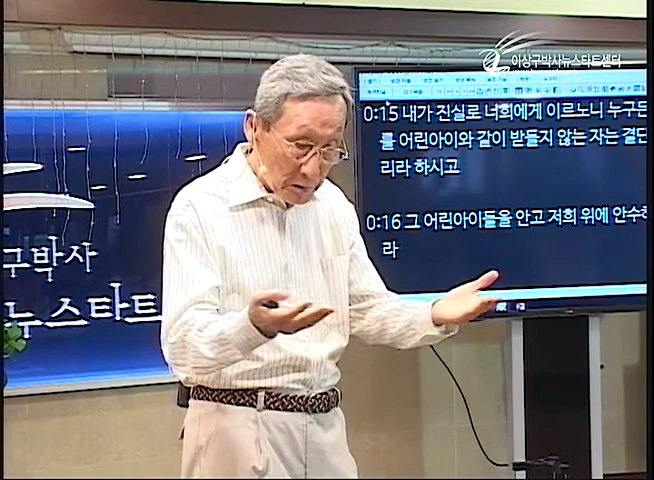 이상구박사뉴스타트센터
0:15 내가 진실로 너희에게 이르노니 누구든
를 어린아이와 같이 받들지 않는 자는 결단
리라 하시고
0:16 그 어린아이들을 안고 저희 위에 안수하
라
구박사
뉴스타트